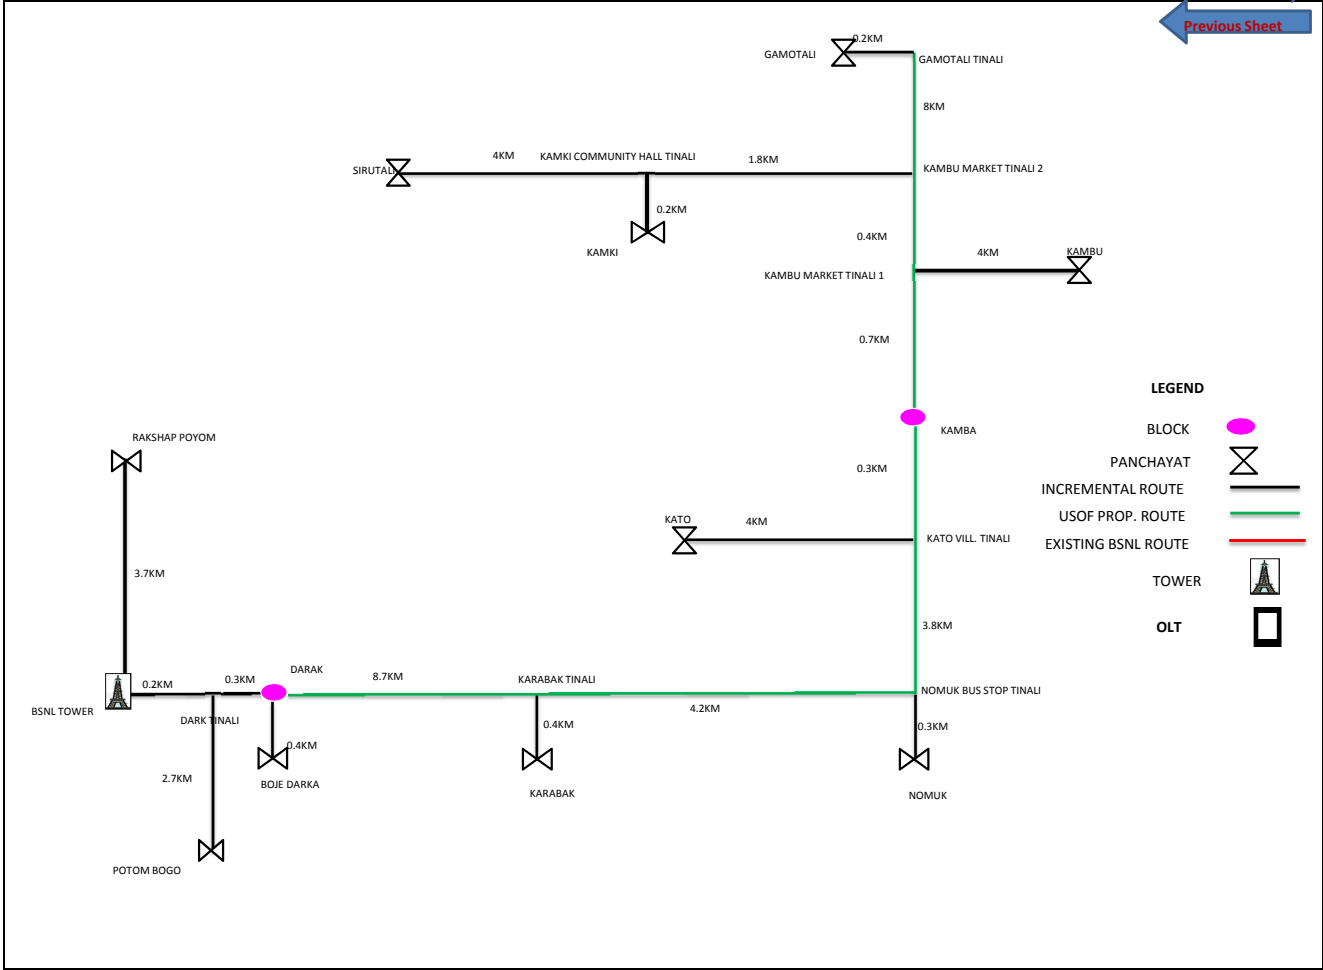 Previous Sheet
0.2KM
GAMOTALI
GAMOTALI TINALI
8KM
4KM
KAMKI COMMUNITY HALL TINALI
1.8KM
SIRUTALI
KAMBU MARKET TINALI 2
0.2KM
0.4KM
KAMKI
4KM
KAMBU
KAMBU MARKET TINALI 1
0.7KM
LEGEND
BLOCK
KAMBA
RAKSHAP POYOM
PANCHAYAT
0.3KM
INCREMENTAL ROUTE
KATO
4KM
USOF PROP. ROUTE
KATO VILL. TINALI
EXISTING BSNL ROUTE
3.7KM
TOWER
3.8KM
OLT
DARAK
0.2KM
0.3KM
8.7KM
KARABAK TINALI
NOMUK BUS STOP TINALI
BSNL TOWER
DARK TINALI
4.2KM
0.4KM
0.4KM
0.3KM
2.7KM
BOJE DARKA
KARABAK
NOMUK
POTOM BOGO